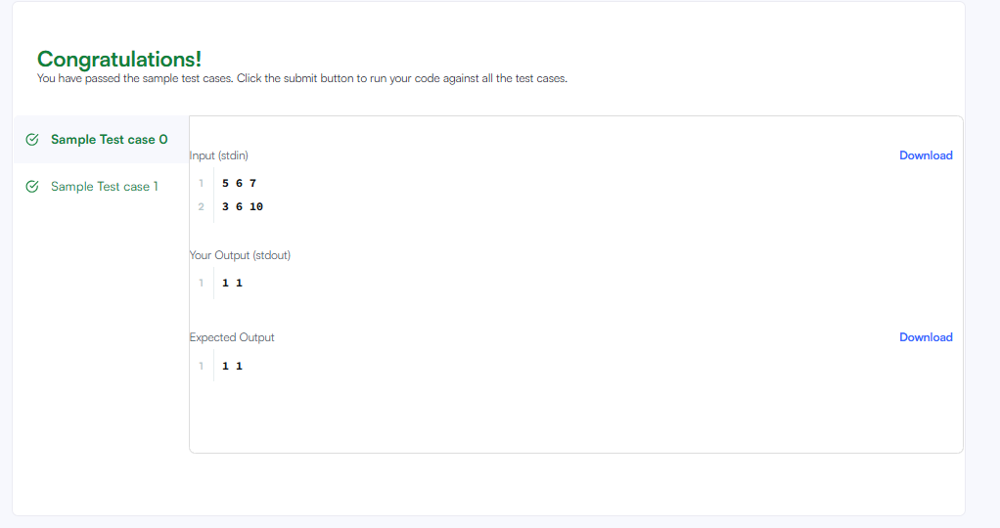 Congratulations!
You have passed the sample test cases. Click the submit button to run your code against all the test cases.
Sample Test case 0
Sample Test case 1
Input (stdin)
Download
1 5 6 7
2 3 6 10
Your Output (stdout)
1 1 1
Expected Output
Download
1 1 1